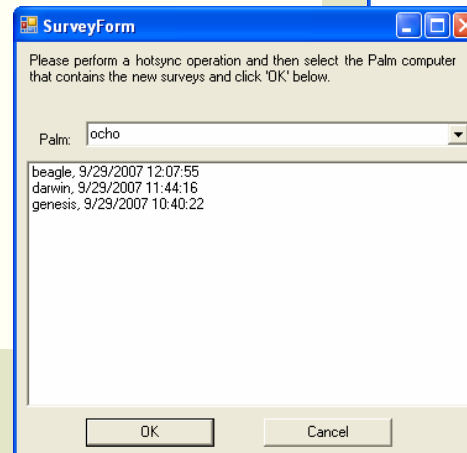 SurveyForm
Please perform a hotsync operation and then select the Palm computer
that contains the new surveys and click 'OK' below.
Palm: ocho
beagle, 9/29/2007 12:07:55
darwin, 9/29/2007 11:44:16
genesis, 9/29/2007 10:40:22
OK Cancel